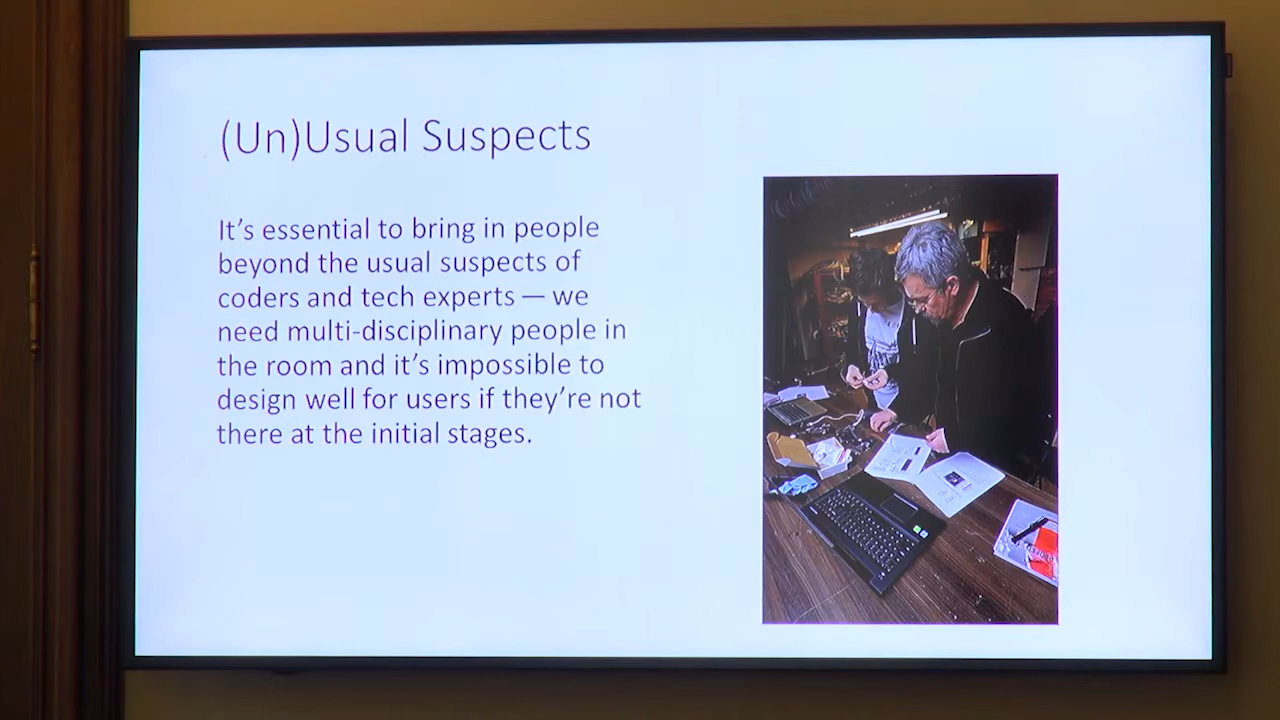 (Un)Usual Suspects
It's essential to bring in people
beyond the usual suspects of
coders and tech experts — we
need multi-disciplinary people in
the room and it's impossible to
design well for users if they're not
there at the initial stages.